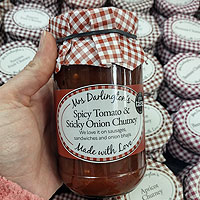 Mrs Darlington's
Spicy Tomato &
Sticky Onion Chutney
We love it on sausages,
sandwiches and onion bhajis
Made with Love
Apricot
Chutney